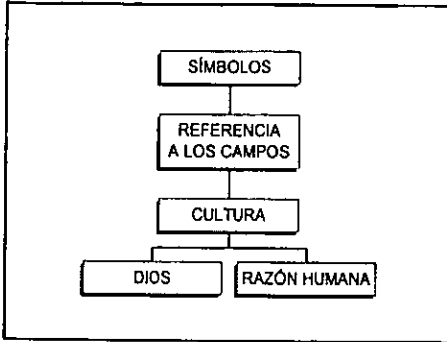 SÍMBOLOS
REFERENCIA
A LOS CAMPOS
CULTURA
DIOS
RAZÓN HUMANA